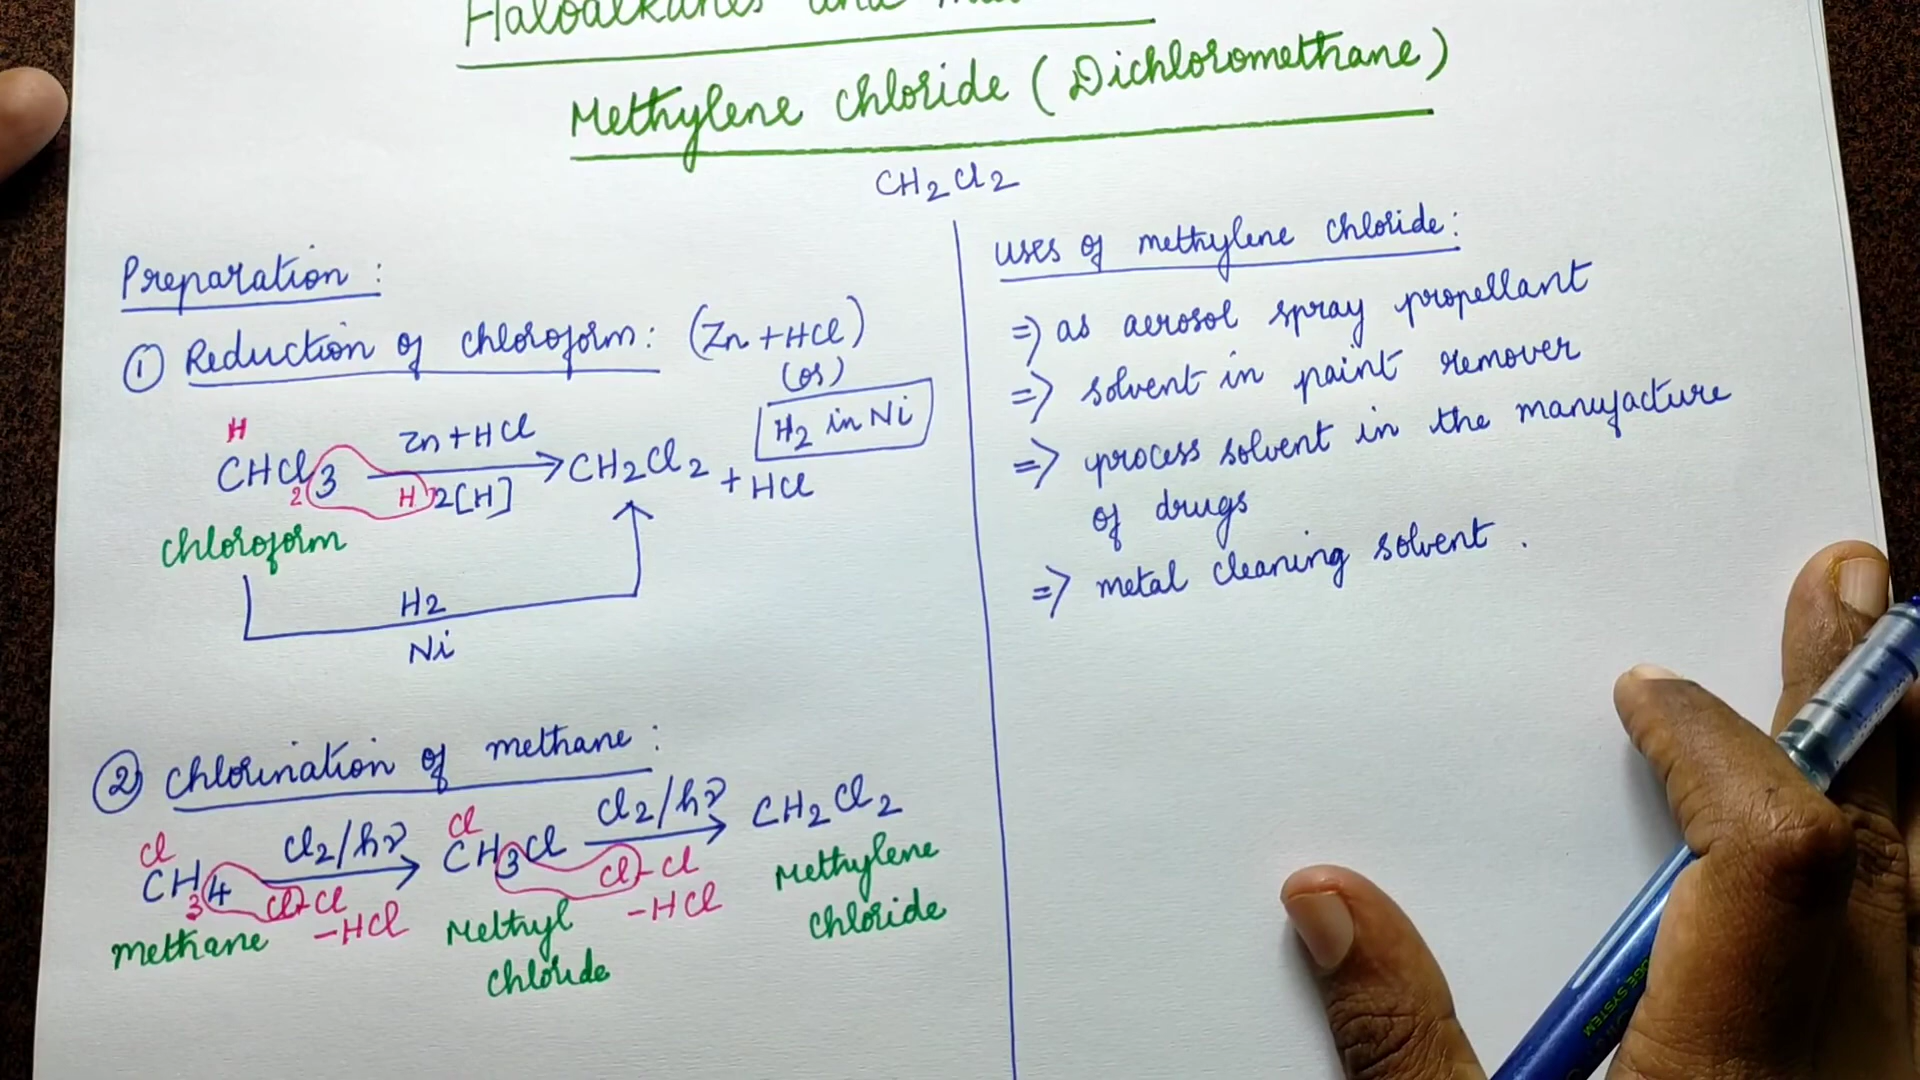 Haloalkanes and
Methylene chloride (Dichloromethane)
CH2Cl2
Preparation :
① Reduction of chloroform : (Zn + HCl)
(or)
H2 in Ni
H
CHCl3 Zn + HCl CH2Cl2 + HCl
2 H 2[H]
chloroform
H2
Ni
② chlorination of methane :
Cl Cl2/hν Cl Cl2/hν CH2Cl2
CH4 CH3Cl
3 Cl-Cl Cl-Cl
-HCl -HCl
methane Methyl chloride Methylene chloride
uses of methylene chloride :
=> as aerosol spray propellant
=> solvent in paint remover
=> process solvent in the manufacture
of drugs
=> metal cleaning solvent .